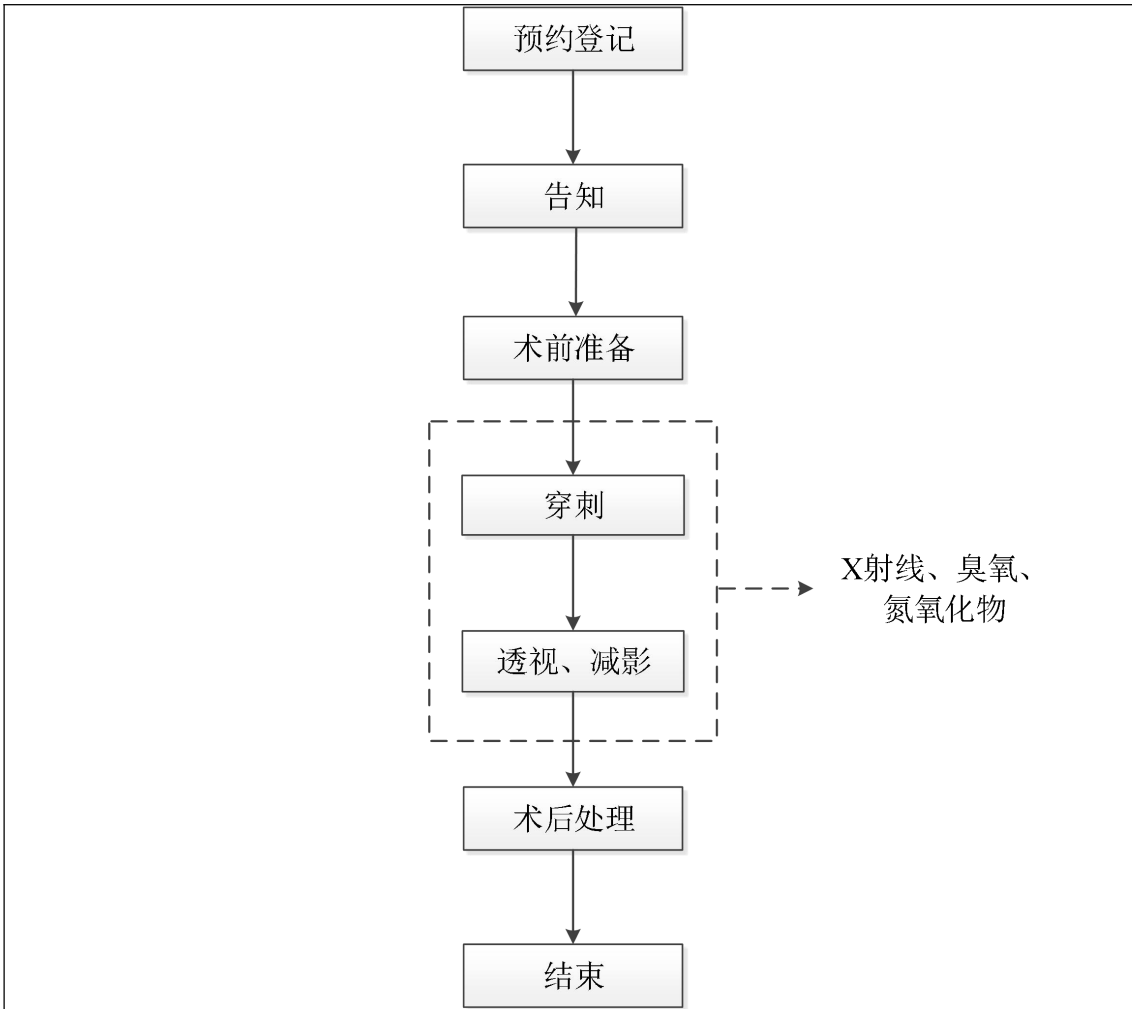 预约登记
告知
术前准备
穿刺
X射线、臭氧、
氮氧化物
透视、减影
术后处理
结束